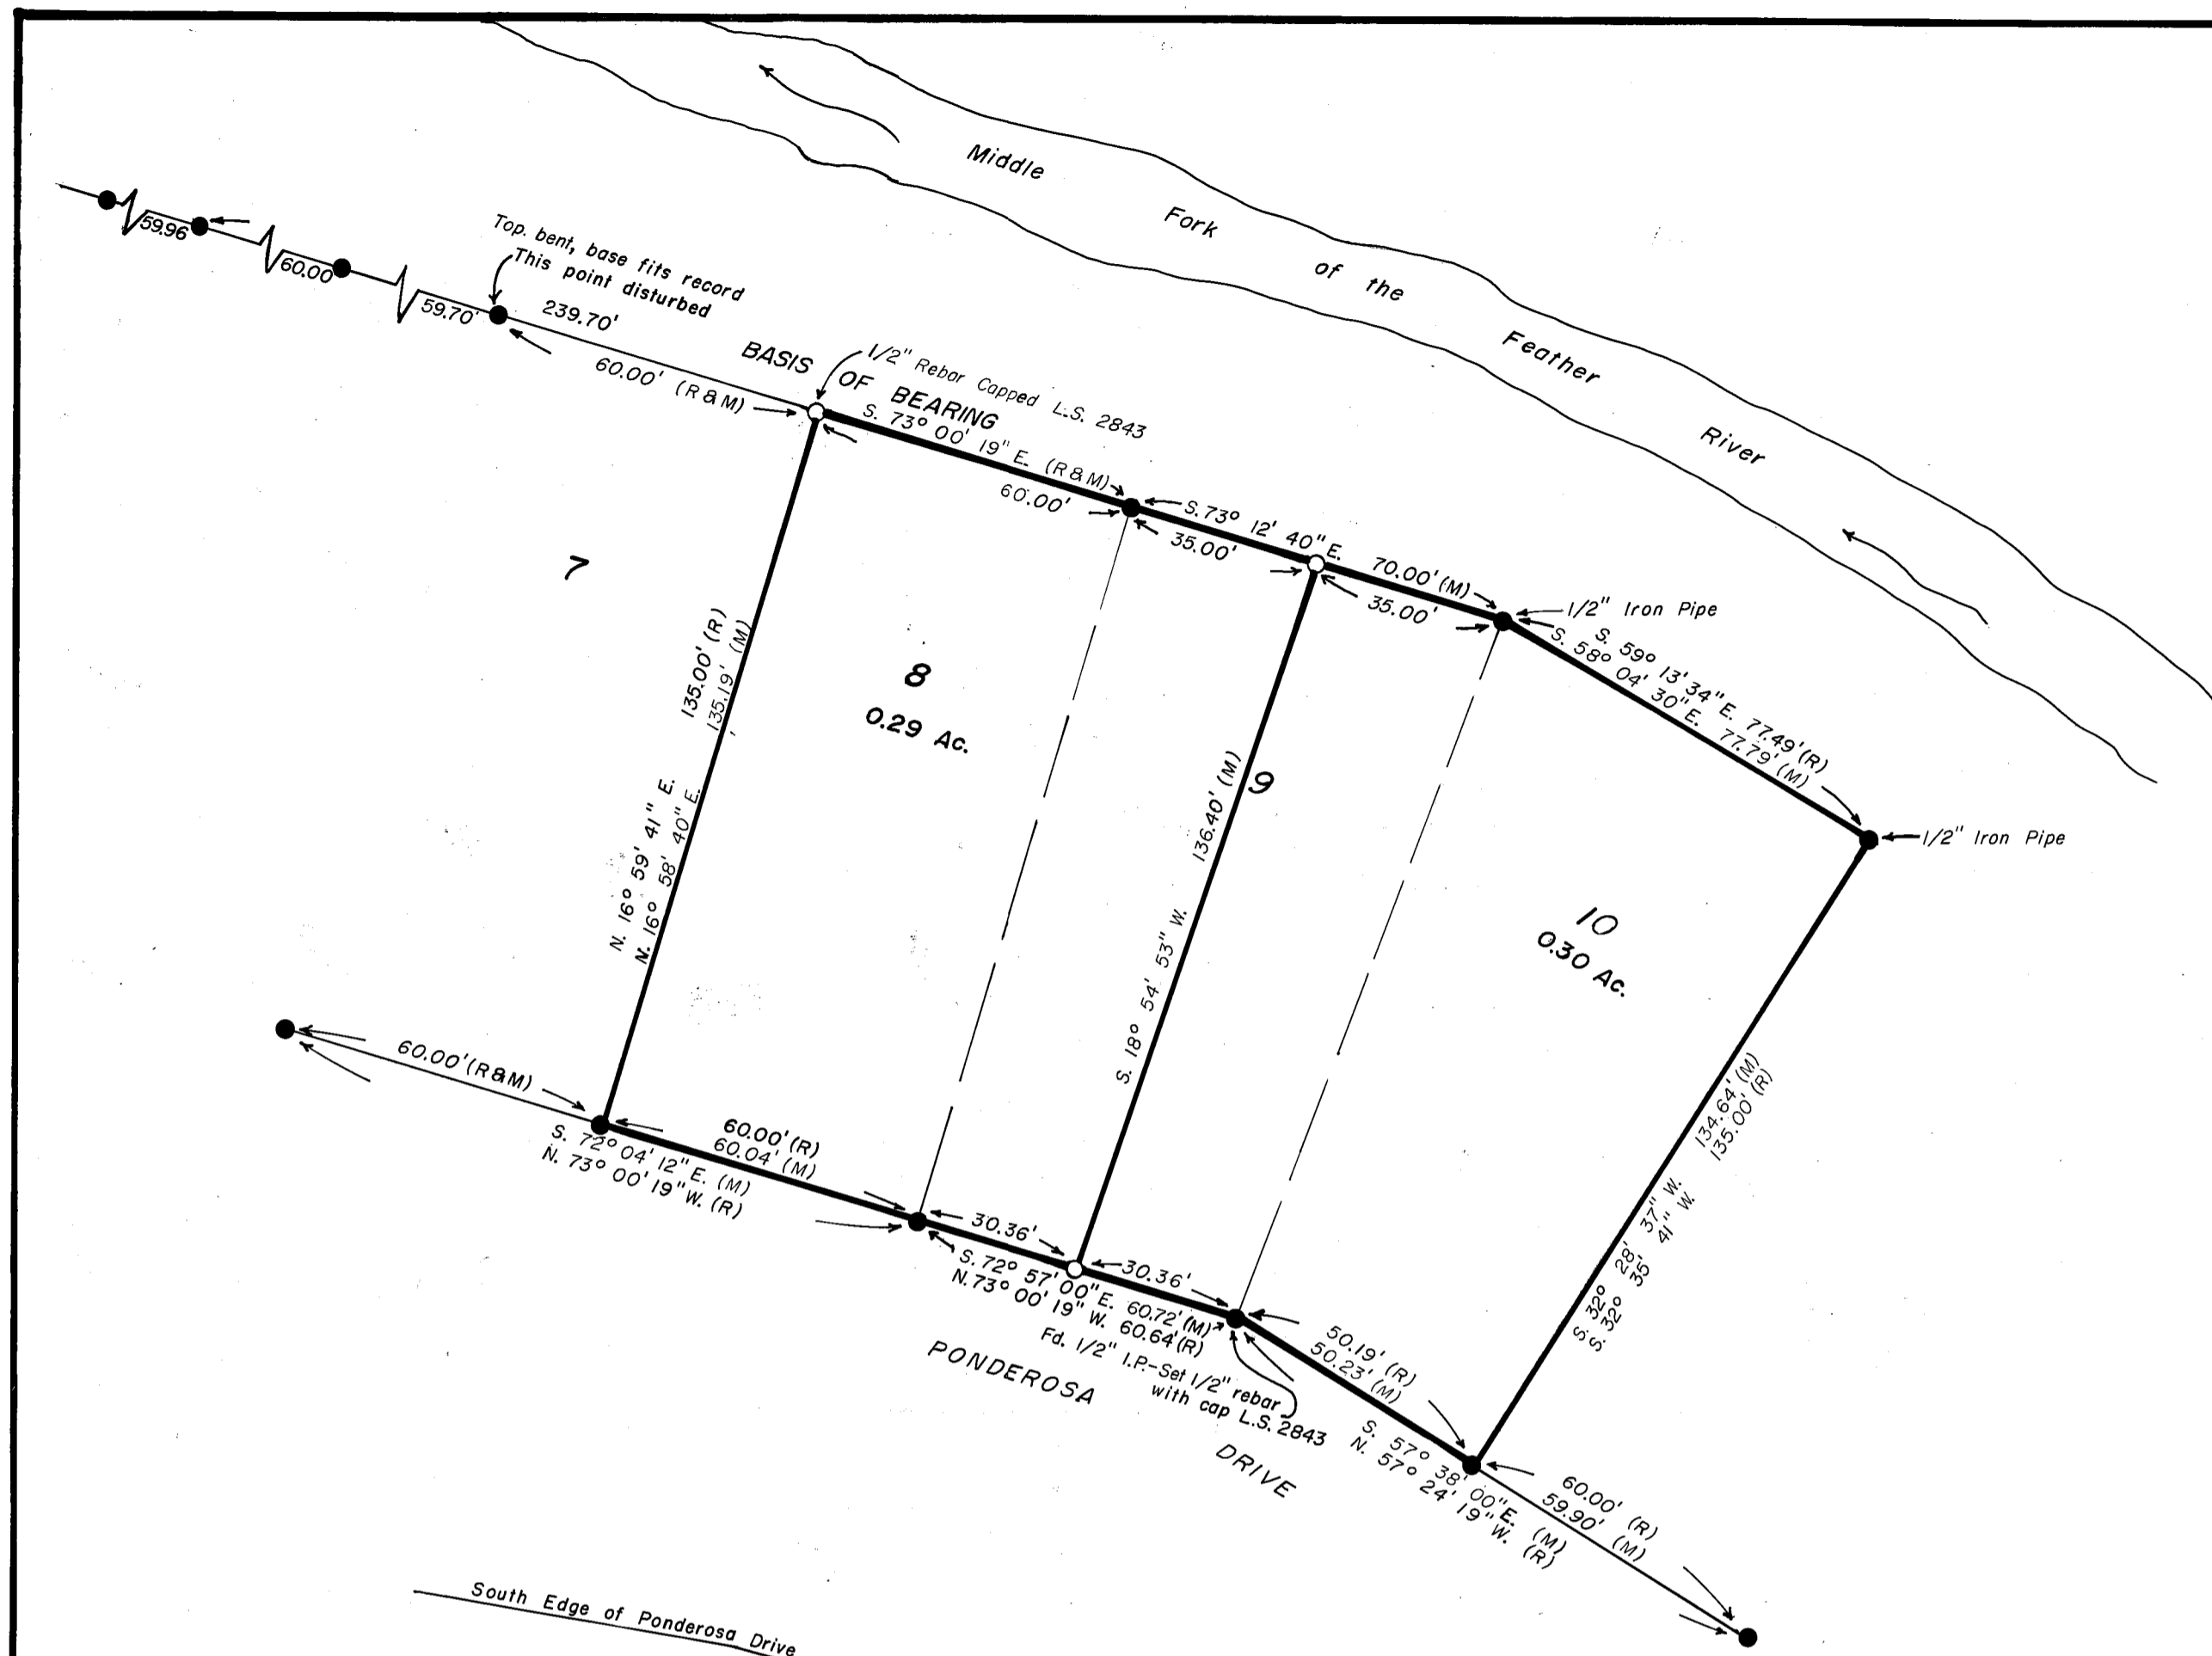 Middle
Fork
of the
Feather
River
59.96
60.00
59.70'
Top. bent, base fits record
This point disturbed
239.70'
60.00' (R&M)
BASIS OF BEARING
1/2" Rebar Capped L.S. 2843
S. 73° 00' 19" E. (R&M)
60.00'
S. 73° 12' 40" E. 70.00' (M)
35.00'
35.00'
1/2" Iron Pipe
S. 59° 13' 34" E. 77.49' (R)
S. 58° 04' 30" E. 77.79' (M)
1/2" Iron Pipe
7
8
0.29 Ac.
9
10
0.30 Ac.
N. 16° 59' 41" E. 135.00' (R)
N. 16° 58' 40" E. 135.19' (M)
S. 18° 54' 53" W. 136.40' (M)
S. 32° 28' 37" W. 134.64' (M)
S. 32° 35' 41" W. 135.00' (R)
60.00' (R&M)
60.00' (R)
60.04' (M)
S. 72° 04' 12" E. (M)
N. 73° 00' 19" W. (R)
30.36'
30.36'
S. 72° 57' 00" E. 60.72' (M)
N. 73° 00' 19" W. 60.64' (R)
Fd. 1/2" I.P.-Set 1/2" rebar
with cap L.S. 2843
50.19' (R)
50.23' (M)
S. 57° 38' 00" E. (M)
N. 57° 24' 19" W. (R)
60.00' (R)
59.90' (M)
PONDEROSA
DRIVE
South Edge of Ponderosa Drive